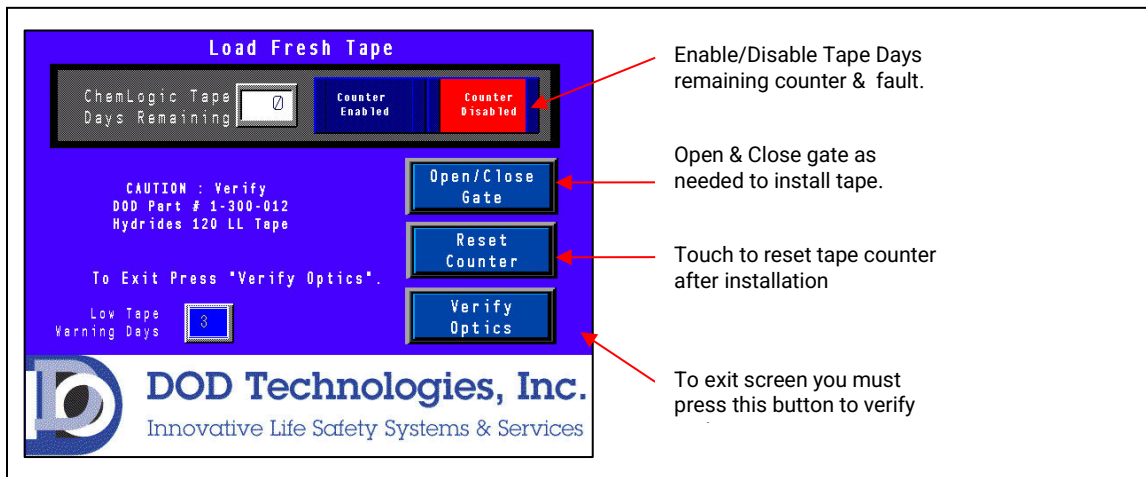 Load Fresh Tape
ChemLogic Tape
Days Remaining
0
Counter
Enabled
Counter
Disabled
Enable/Disable Tape Days
remaining counter & fault.
CAUTION : Verify
DOD Part # 1-300-012
Hydrides 120 LL Tape
Open/Close
Gate
Open & Close gate as
needed to install tape.
Reset
Counter
Touch to reset tape counter
after installation
To Exit Press "Verify Optics".
Low Tape
Warning Days
3
Verify
Optics
To exit screen you must
press this button to verify
DOD Technologies, Inc.
Innovative Life Safety Systems & Services